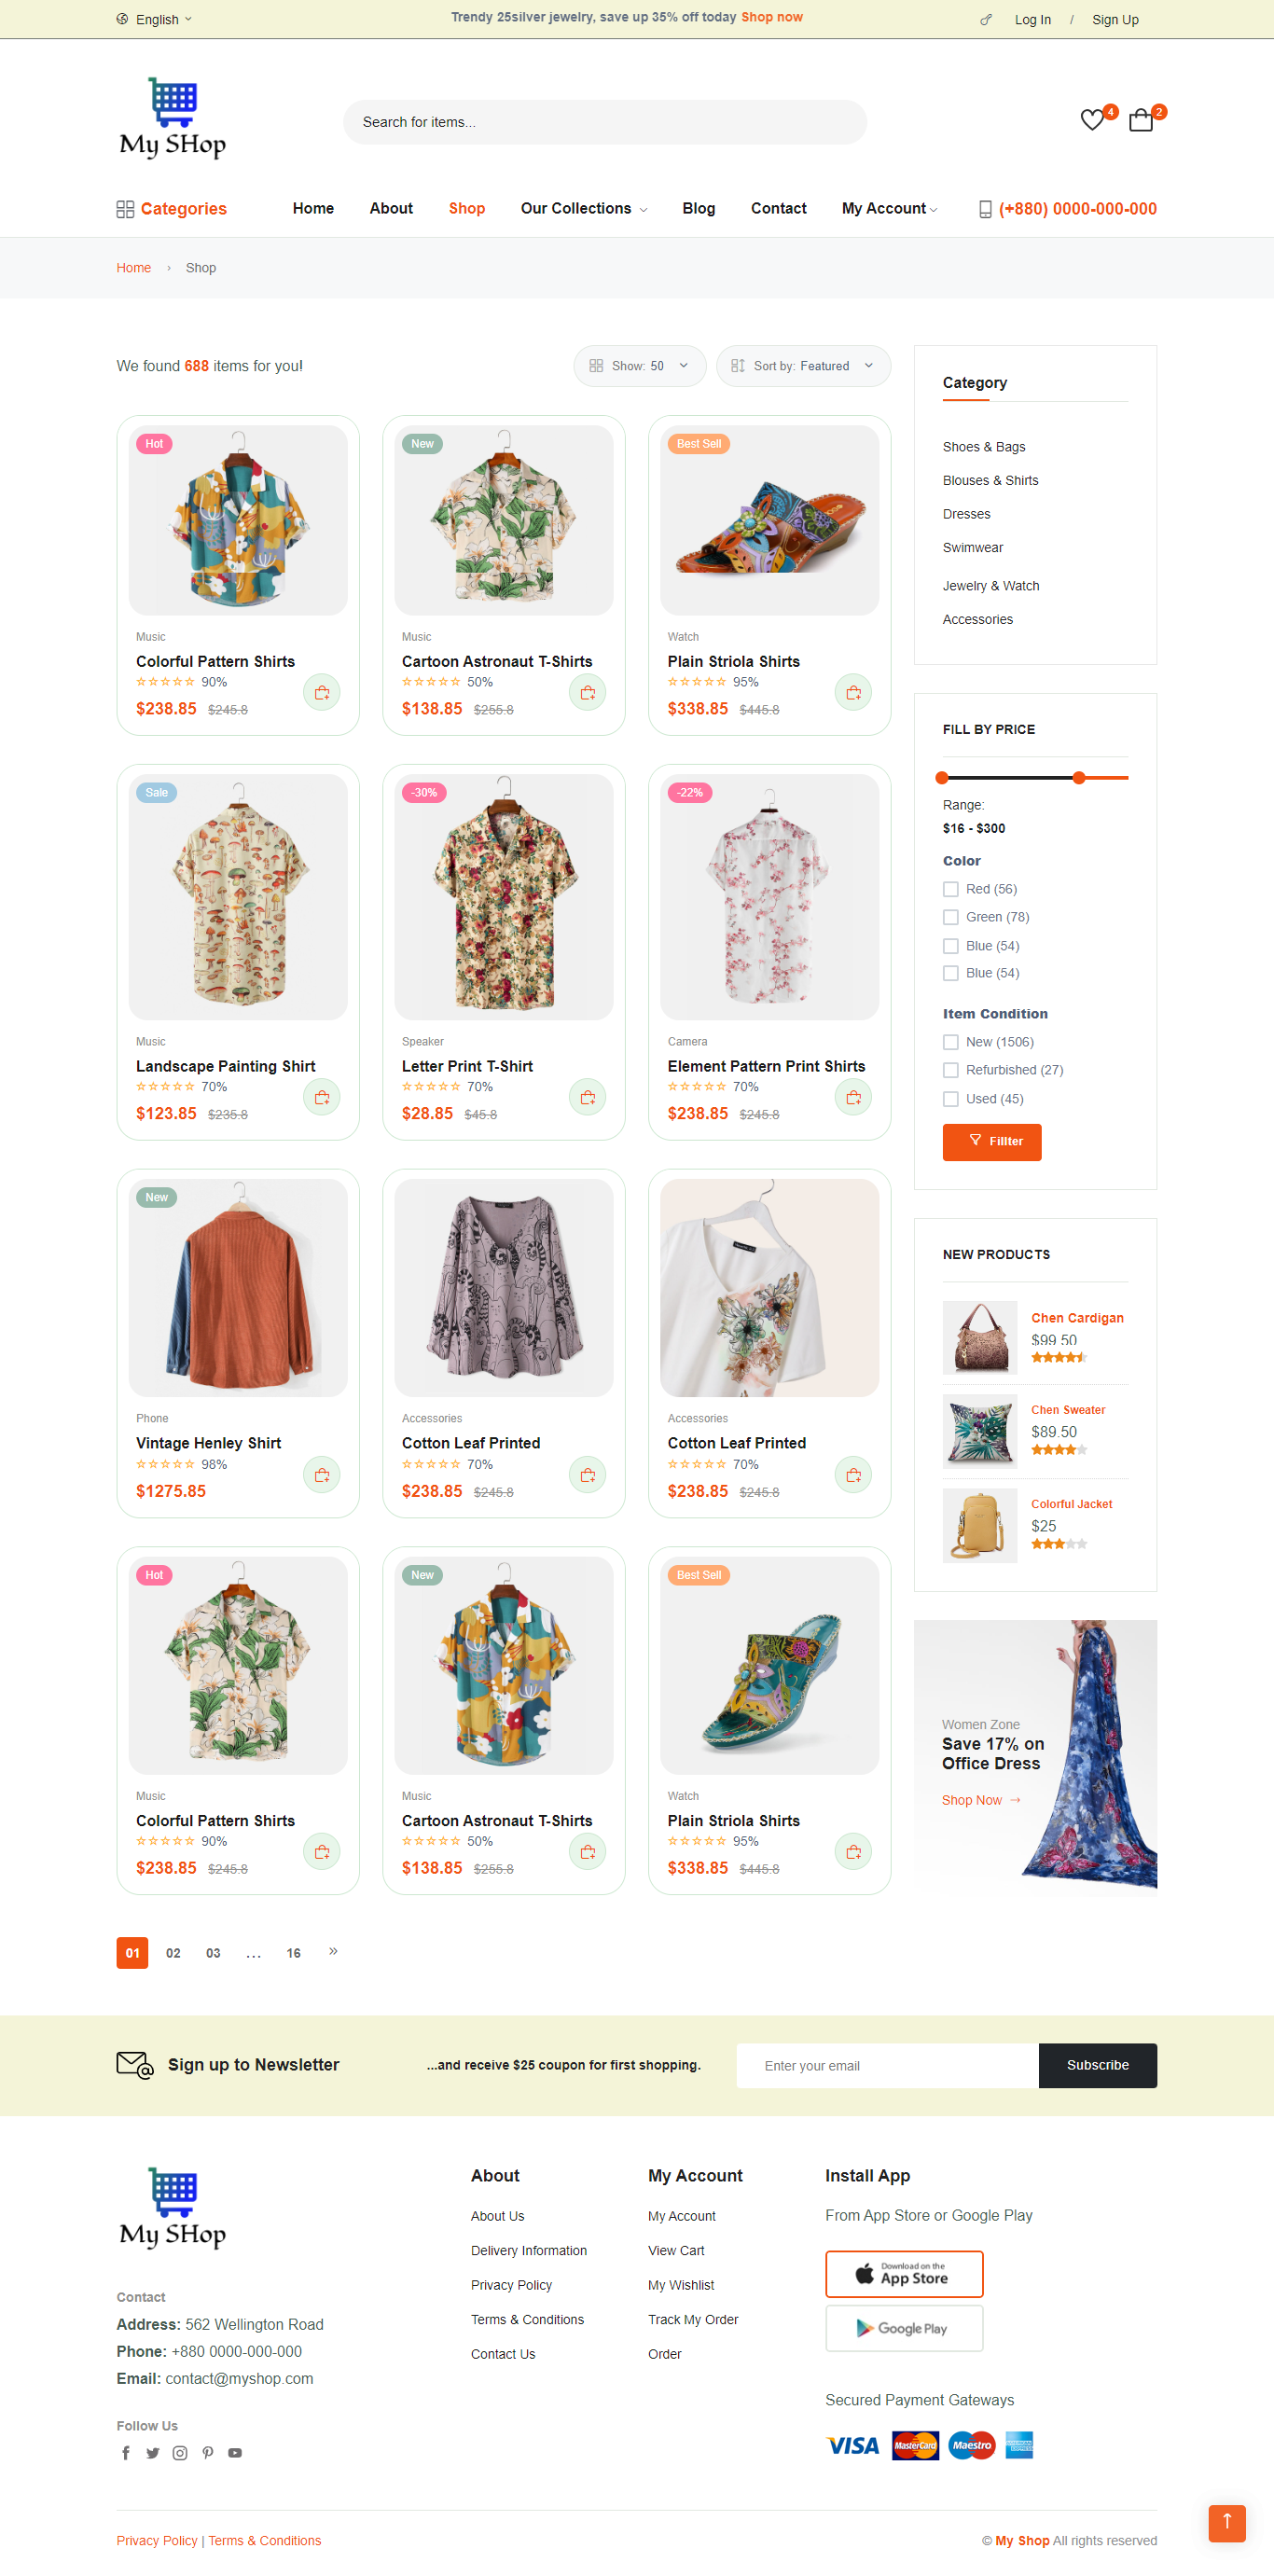 English
Trendy 25silver jewelry, save up 35% off today Shop now
Log In / Sign Up
My SHop
Search for items...
4
2
Categories
Home
About
Shop
Our Collections
Blog
Contact
My Account
(+880) 0000-000-000
Home › Shop
We found 688 items for you!
Show: 50
Sort by: Featured
Hot
Music
Colorful Pattern Shirts
90%
$238.85 $245.8
New
Music
Cartoon Astronaut T-Shirts
50%
$138.85 $255.8
Best Sell
Watch
Plain Striola Shirts
95%
$338.85 $445.8
Sale
Music
Landscape Painting Shirt
70%
$123.85 $235.8
-30%
Speaker
Letter Print T-Shirt
70%
$28.85 $45.8
-22%
Camera
Element Pattern Print Shirts
70%
$238.85 $245.8
New
Phone
Vintage Henley Shirt
98%
$1275.85
Accessories
Cotton Leaf Printed
70%
$238.85 $245.8
Accessories
Cotton Leaf Printed
70%
$238.85 $245.8
Hot
Music
Colorful Pattern Shirts
90%
$238.85 $245.8
New
Music
Cartoon Astronaut T-Shirts
50%
$138.85 $255.8
Best Sell
Watch
Plain Striola Shirts
95%
$338.85 $445.8
01 02 03 ... 16 »
Category
Shoes & Bags
Blouses & Shirts
Dresses
Swimwear
Jewelry & Watch
Accessories
FILL BY PRICE
Range:
$16 - $300
Color
Red (56)
Green (78)
Blue (54)
Blue (54)
Item Condition
New (1506)
Refurbished (27)
Used (45)
Fillter
NEW PRODUCTS
Chen Cardigan
$99.50
Chen Sweater
$89.50
Colorful Jacket
$25
Women Zone
Save 17% on
Office Dress
Shop Now →
Sign up to Newsletter
...and receive $25 coupon for first shopping.
Enter your email
Subscribe
My SHop
Contact
Address: 562 Wellington Road
Phone: +880 0000-000-000
Email: contact@myshop.com
Follow Us
About
About Us
Delivery Information
Privacy Policy
Terms & Conditions
Contact Us
My Account
My Account
View Cart
My Wishlist
Track My Order
Order
Install App
From App Store or Google Play
Download on the
App Store
Google Play
Secured Payment Gateways
VISA
MasterCard
Maestro
AMERICAN EXPRESS
Privacy Policy | Terms & Conditions
© My Shop All rights reserved